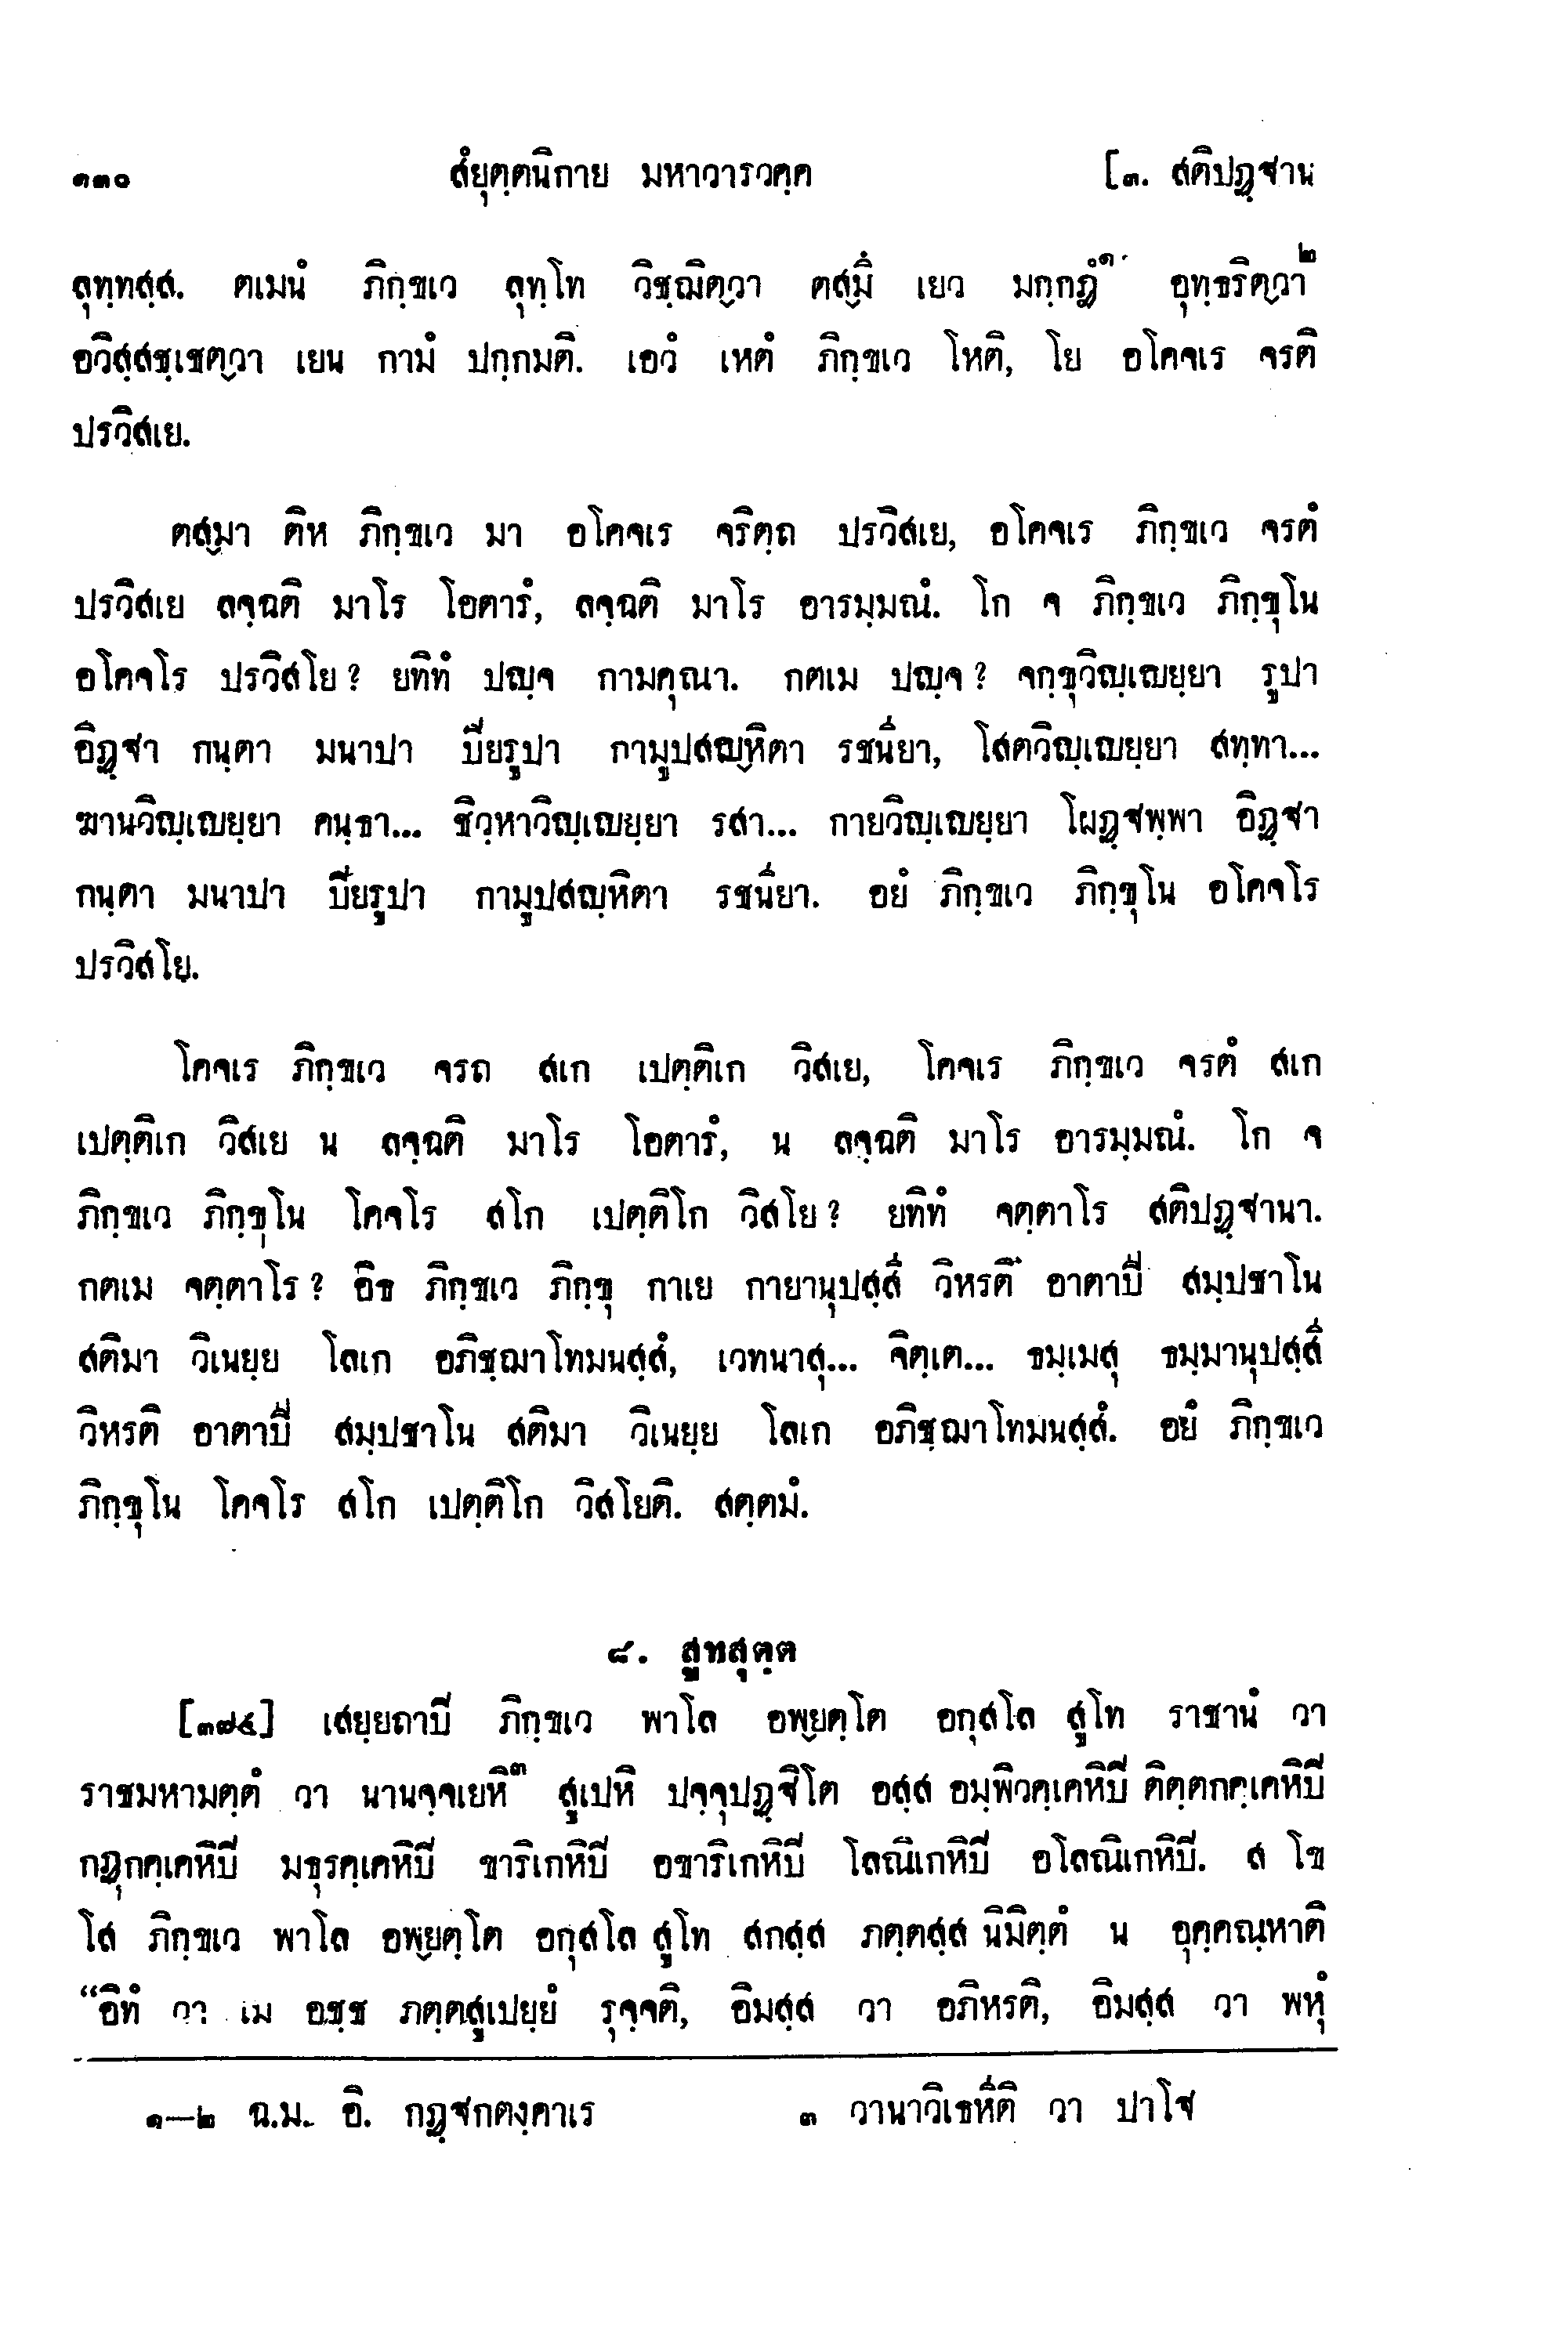 ๑๓๐ สํยุตฺตนิกาย มหาวารวคฺค [๓. สติปฏฺฐาน
ลุทฺทสฺส. ตเมนํ ภิกฺขเว ลุทฺโท วิชฺฌิตฺวา ตสฺมึ เยว มกฺกฏํ๑ อุทฺธริตฺวา๒
อวิสฺสชฺเชตฺวา เยน กามํ ปกฺกมติ. เอวํ เหตํ ภิกฺขเว โหติ, โย อโคจเร จรติ
ปรวิสเย.
ตสฺมา ติห ภิกฺขเว มา อโคจเร จริตฺถ ปรวิสเย, อโคจเร ภิกฺขเว จรตํ
ปรวิสเย ลจฺฉติ มาโร โอตารํ, ลจฺฉติ มาโร อารมฺมณํ. โก จ ภิกฺขเว ภิกฺขุโน
อโคจโร ปรวิสโย? ยทิทํ ปญฺจ กามคุณา. กตเม ปญฺจ? จกฺขุวิญฺเญยฺยา รูปา
อิฏฺฐา กนฺตา มนาปา ปิยรูปา กามูปสญฺหิตา รชนียา, โสตวิญฺเญยฺยา สทฺทา...
ฆานวิญฺเญยฺยา คนฺธา... ชิวฺหาวิญฺเญยฺยา รสา... กายวิญฺเญยฺยา โผฏฺฐพฺพา อิฏฺฐา
กนฺตา มนาปา ปิยรูปา กามูปสญฺหิตา รชนียา. อยํ ภิกฺขเว ภิกฺขุโน อโคจโร
ปรวิสโย.
โคจเร ภิกฺขเว จรถ สเก เปตฺติเก วิสเย, โคจเร ภิกฺขเว จรตํ สเก
เปตฺติเก วิสเย น ลจฺฉติ มาโร โอตารํ, น ลจฺฉติ มาโร อารมฺมณํ. โก จ
ภิกฺขเว ภิกฺขุโน โคจโร สโก เปตฺติโก วิสโย? ยทิทํ จตฺตาโร สติปฏฺฐานา.
กตเม จตฺตาโร? อิธ ภิกฺขเว ภิกฺขุ กาเย กายานุปสฺสี วิหรติ อาตาปี สมฺปชาโน
สติมา วิเนยฺย โลเก อภิชฺฌาโทมนสฺสํ, เวทนาสุ... จิตฺเต... ธมฺเมสุ ธมฺมานุปสฺสี
วิหรติ อาตาปี สมฺปชาโน สติมา วิเนยฺย โลเก อภิชฺฌาโทมนสฺสํ. อยํ ภิกฺขเว
ภิกฺขุโน โคจโร สโก เปตฺติโก วิสโยติ. สตฺตมํ.
๘. สูทสุตฺต
[๓๗๔] เสยฺยถาปิ ภิกฺขเว พาโล อพฺยตฺโต อกุสโล สูโท ราชานํ วา
ราชมหามตฺตํ วา นานจฺจเยหิ๓ สูเปหิ ปจฺจุปฏฺฐิโต อสฺส อมฺพิวคฺเคหิปิ ติตฺตกคฺเคหิปิ
กฏุกคฺเคหิปิ มธุรคฺเคหิปิ ขาริเกหิปิ อขาริเกหิปิ โลณิเกหิปิ อโลณิเกหิปิ. ส โข
โส ภิกฺขเว พาโล อพฺยตฺโต อกุสโล สูโท สกสฺส ภตฺตสฺส นิมิตฺตํ น อุคฺคณฺหาติ
“อิทํ วา เม อชฺช ภตฺตสูเปยฺยํ รุจฺจติ, อิมสฺส วา อภิหรติ, อิมสฺส วา พหุํ
๑—๒ ฉ.ม. อิ. กฏฺฐกตงฺคาเร ๓ วานาวิเธหีติ วา ปาโฐ